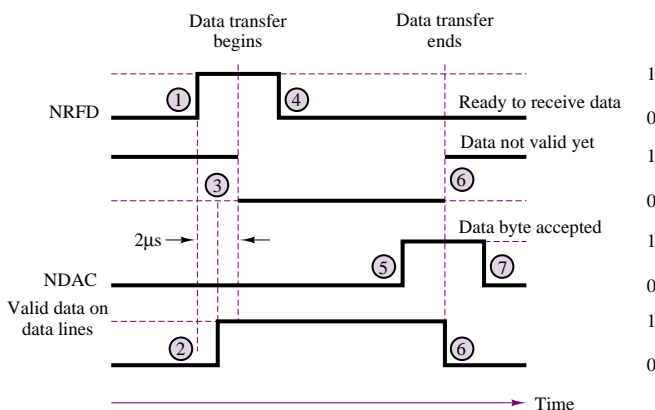 Data transfer
begins
Data transfer
ends
1
1
4
Ready to receive data
NRFD
0
Data not valid yet
1
3
6
0
Data byte accepted
2μs
1
5
7
NDAC
0
Valid data on
data lines
1
2
6
0
Time